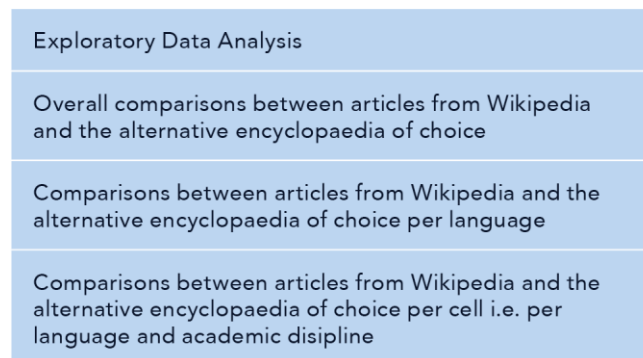 Exploratory Data Analysis
Overall comparisons between articles from Wikipedia
and the alternative encyclopaedia of choice
Comparisons between articles from Wikipedia and the
alternative encyclopaedia of choice per language
Comparisons between articles from Wikipedia and the
alternative encyclopaedia of choice per cell i.e. per
language and academic disipline